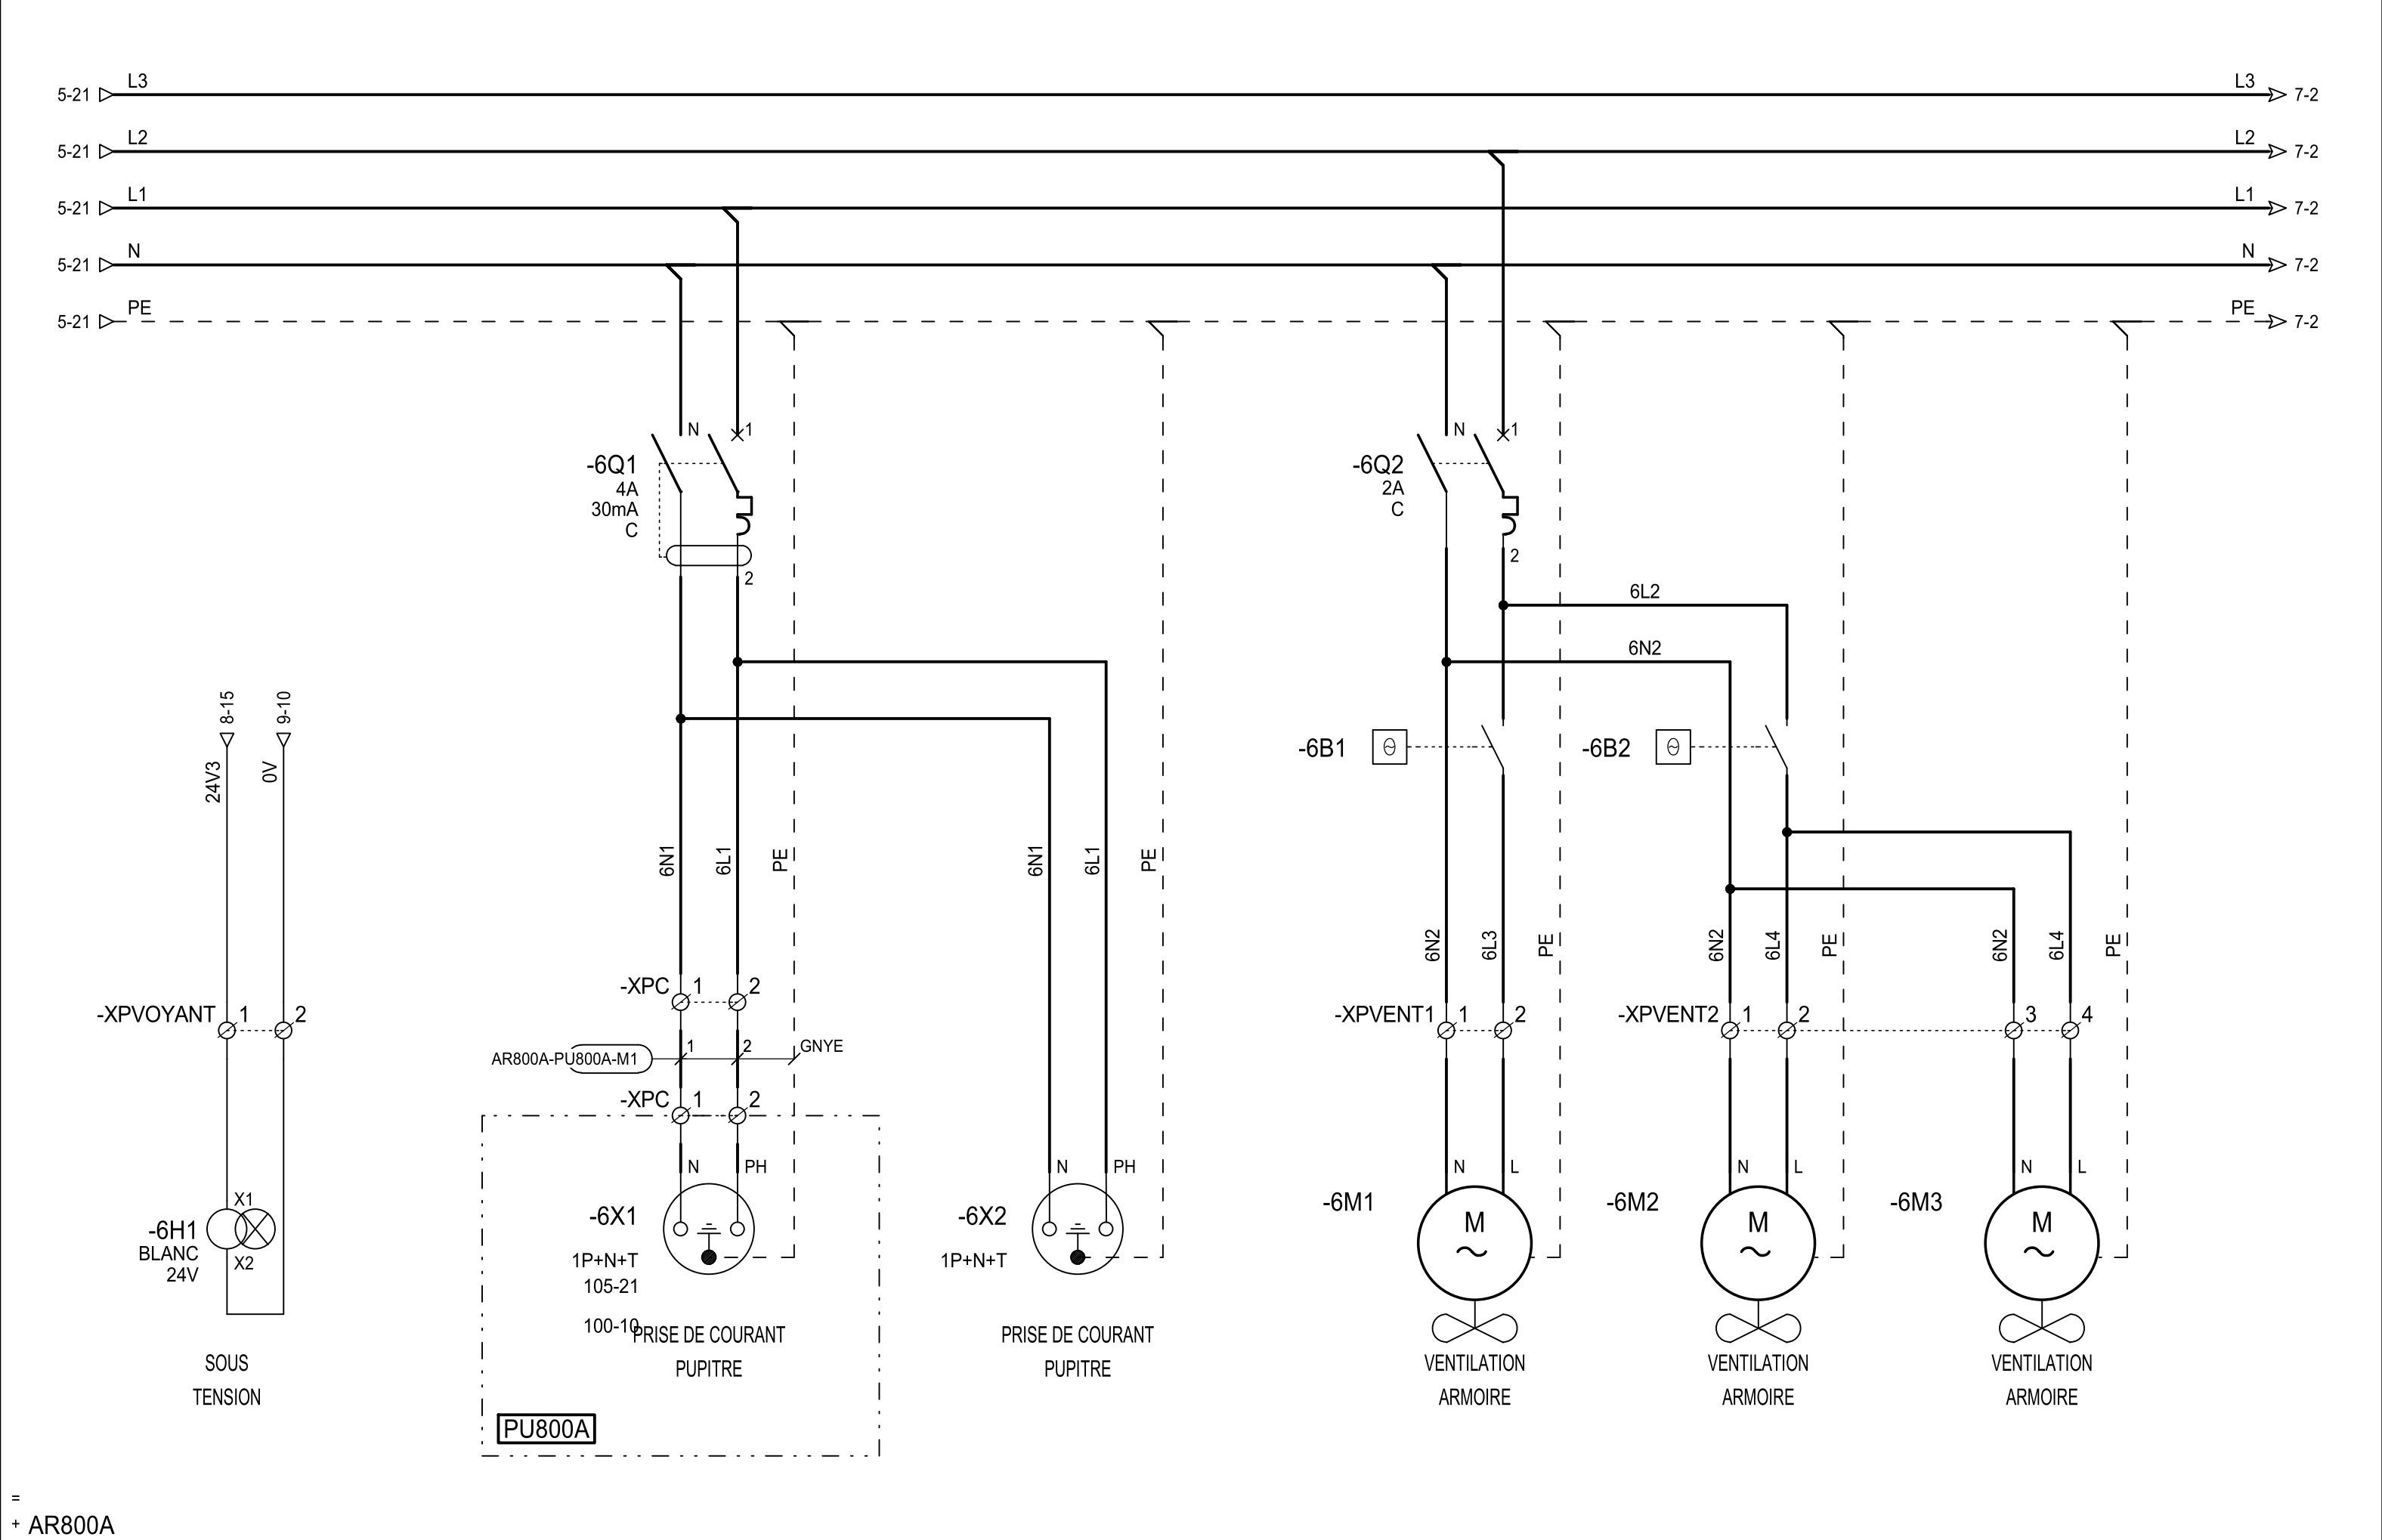 L3
L3
5-21
7-2
L2
L2
5-21
7-2
L1
L1
5-21
7-2
N
N
5-21
7-2
PE
PE
5-21
7-2
N
1
-6Q1
4A
30mA
C
2
N
1
-6Q2
2A
C
2
6L2
6N2
8-15
9-10
24V3
0V
-6B1
θ
-6B2
θ
6N1
6L1
PE
6N1
6L1
PE
6N2
6L3
PE
6N2
6L4
PE
6N2
6L4
PE
-XPC
1
2
-XPVOYANT
1
2
-XPVENT1
1
2
-XPVENT2
1
2
3
4
AR800A-PU800A-M1
1
2
GNYE
-XPC
1
2
N
PH
N
PH
N
L
N
L
N
L
X1
-6H1
BLANC
24V
X2
-6X1
1P+N+T
105-21
100-10
-6X2
1P+N+T
-6M1
M
~
-6M2
M
~
-6M3
M
~
SOUS
TENSION
PRISE DE COURANT
PUPITRE
PRISE DE COURANT
PUPITRE
VENTILATION
ARMOIRE
VENTILATION
ARMOIRE
VENTILATION
ARMOIRE
PU800A
=
+ AR800A